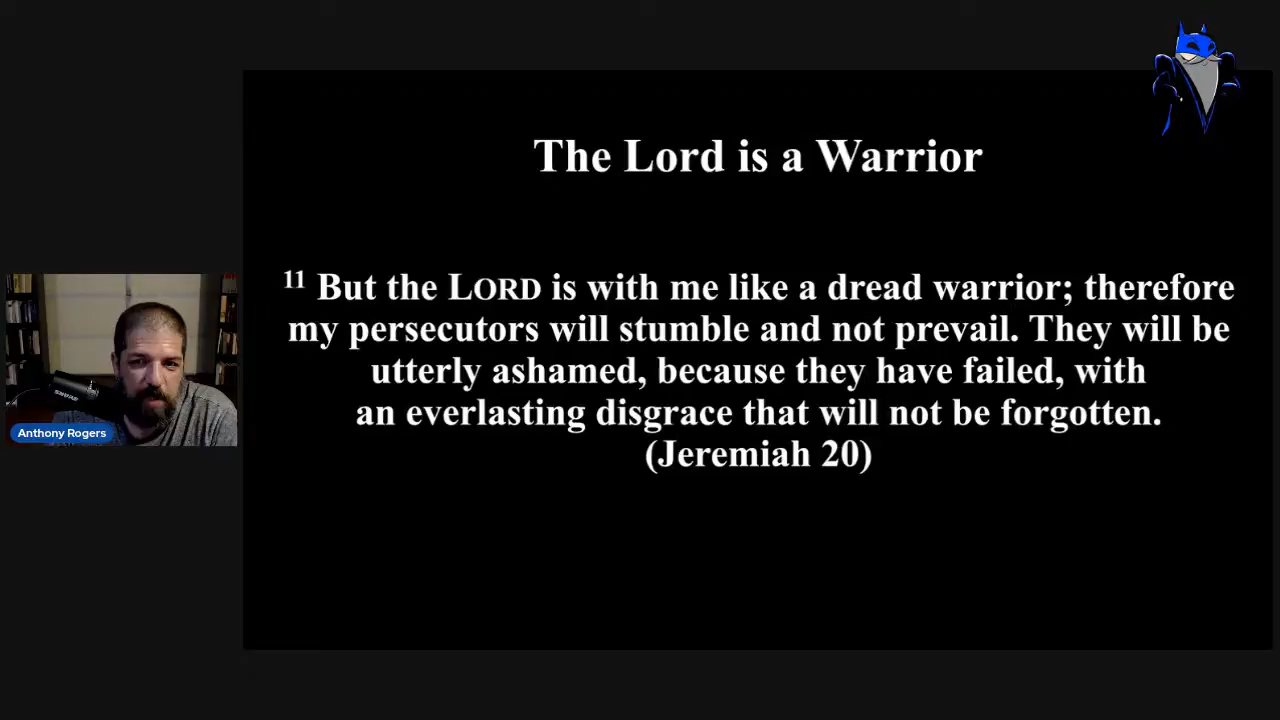 The Lord is a Warrior
11 But the LORD is with me like a dread warrior; therefore
my persecutors will stumble and not prevail. They will be
utterly ashamed, because they have failed, with
an everlasting disgrace that will not be forgotten.
(Jeremiah 20)
SHURE
Anthony Rogers